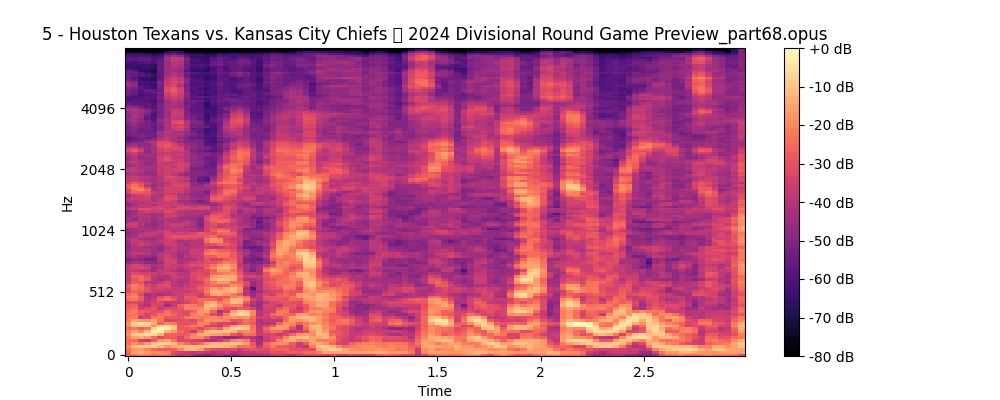 5 - Houston Texans vs. Kansas City Chiefs ▯ 2024 Divisional Round Game Preview_part68.opus
+0 dB
4096
-10 dB
-20 dB
2048
-30 dB
Hz
-40 dB
1024
-50 dB
512
-60 dB
-70 dB
0
-80 dB
0 0.5 1 1.5 2 2.5
Time